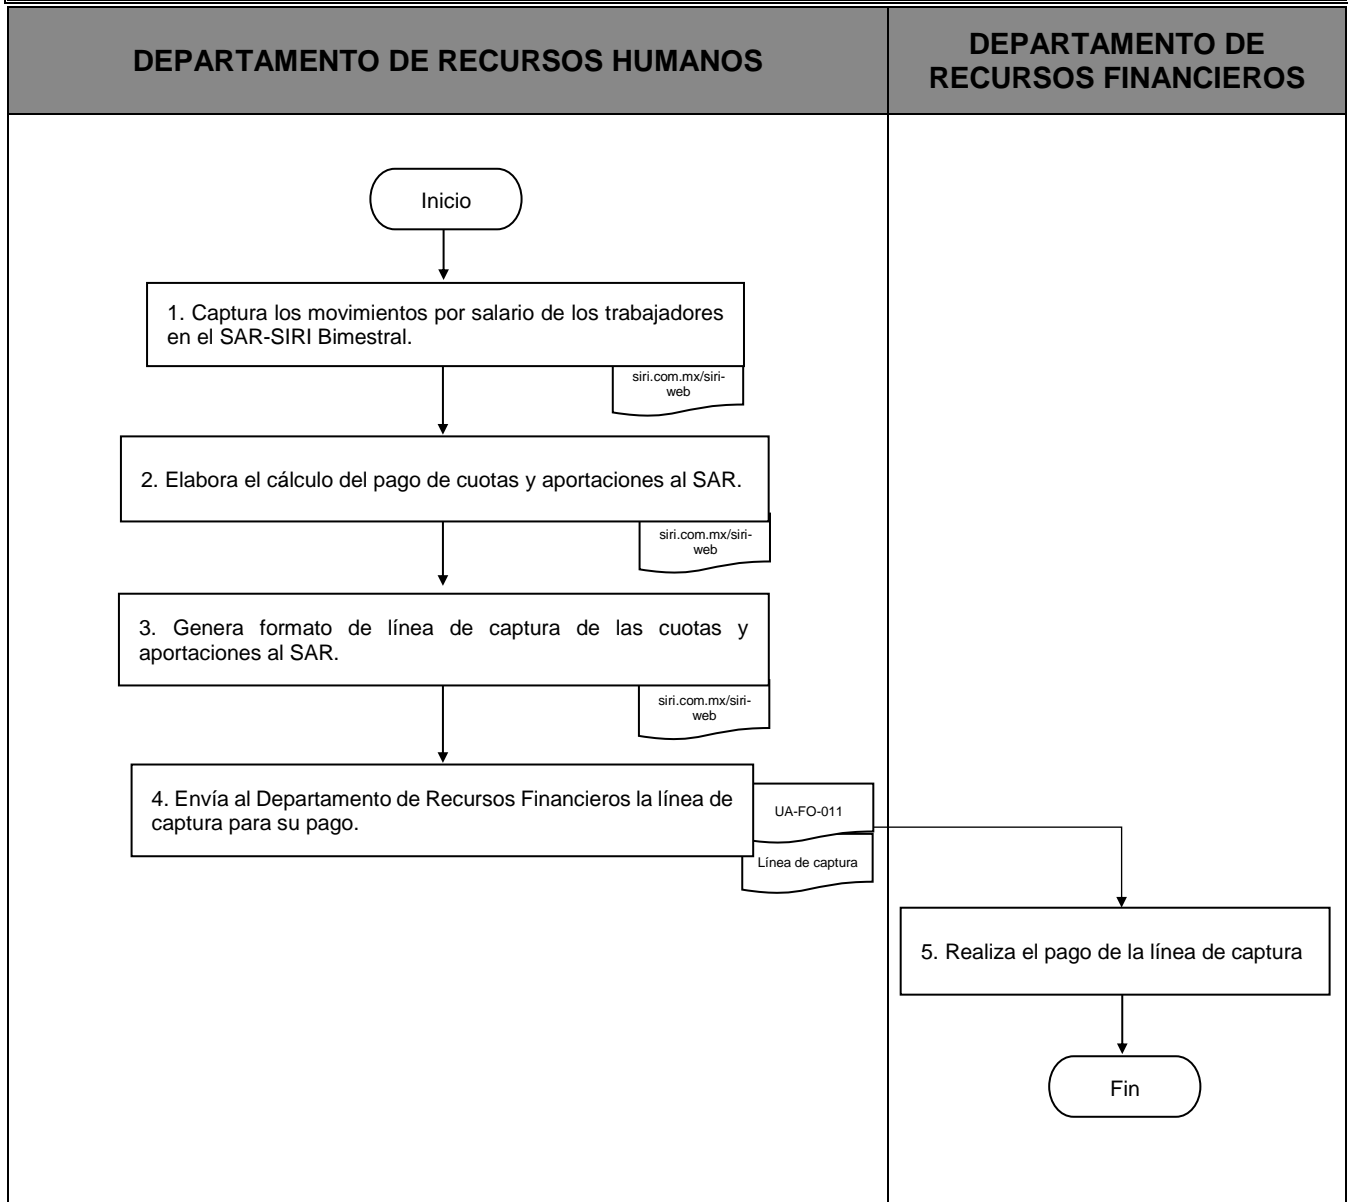 DEPARTAMENTO DE RECURSOS HUMANOS
DEPARTAMENTO DE
RECURSOS FINANCIEROS
Inicio
1. Captura los movimientos por salario de los trabajadores
en el SAR-SIRI Bimestral.
siri.com.mx/siri-
web
2. Elabora el cálculo del pago de cuotas y aportaciones al SAR.
siri.com.mx/siri-
web
3. Genera formato de línea de captura de las cuotas y
aportaciones al SAR.
siri.com.mx/siri-
web
4. Envía al Departamento de Recursos Financieros la línea de
captura para su pago.
UA-FO-011
Línea de captura
5. Realiza el pago de la línea de captura
Fin